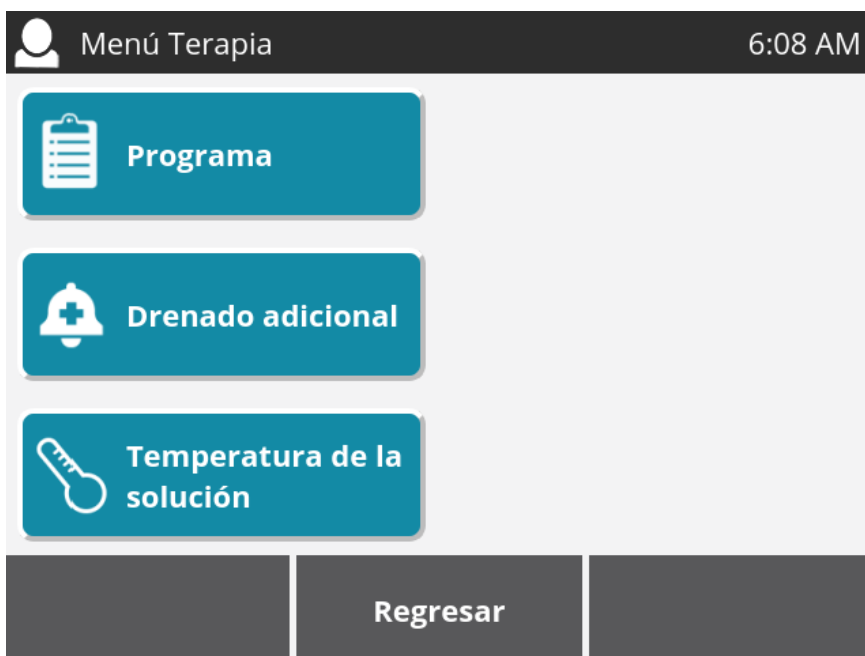 Menú Terapia
6:08 AM
Programa
Drenado adicional
Temperatura de la
solución
Regresar